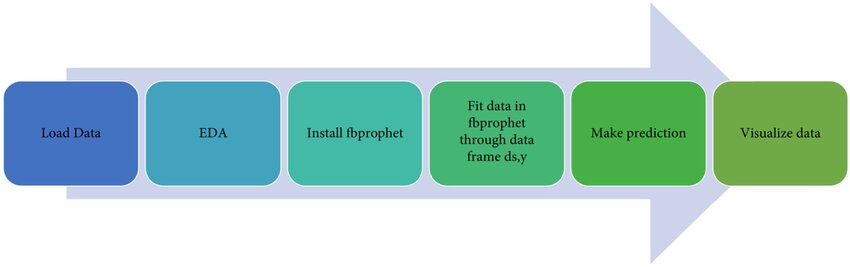 Load Data
EDA
Install fbprophet
Fit data in
fbprophet
through data
frame ds,y
Make prediction
Visualize data